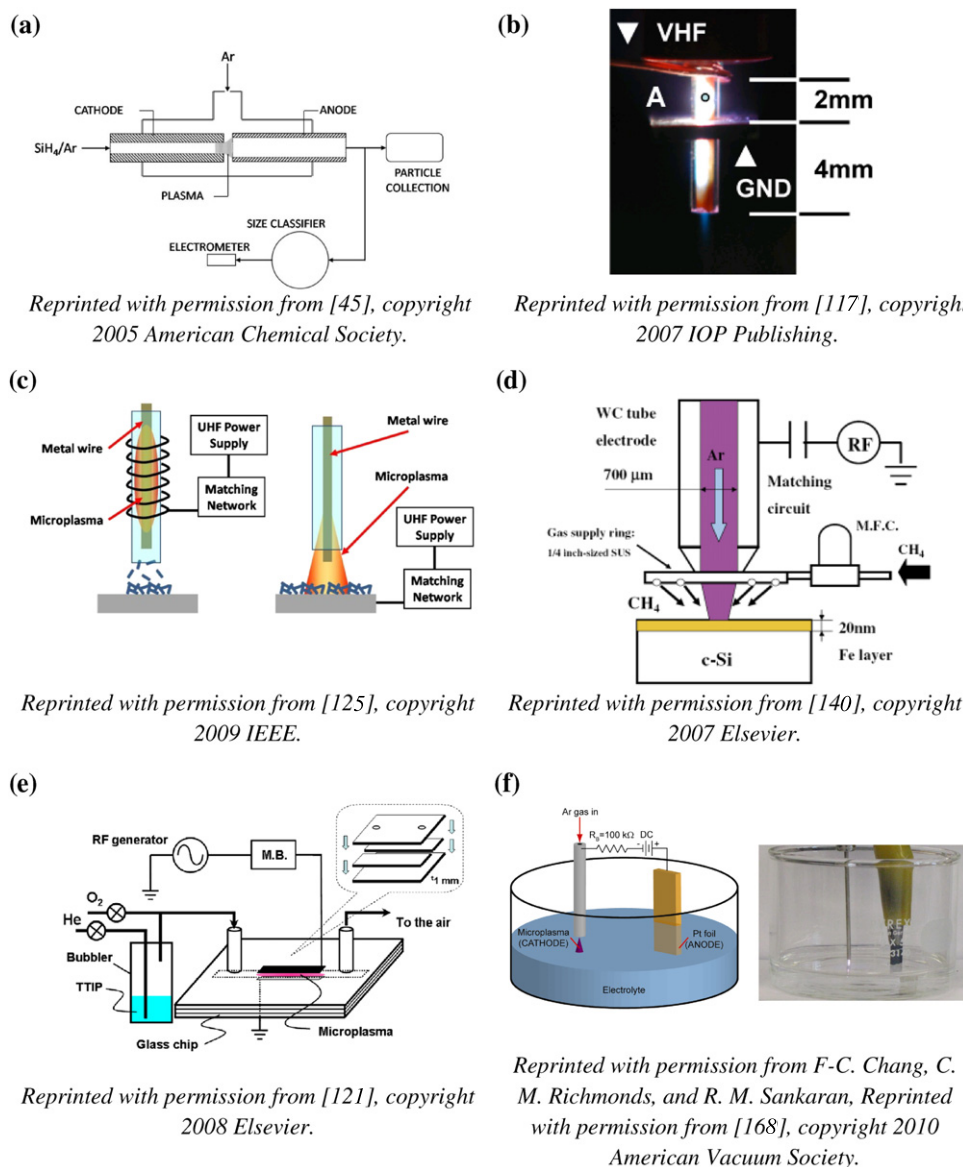 (a)
Ar
CATHODE
ANODE
SiH4/Ar
PLASMA
PARTICLE
COLLECTION
SIZE CLASSIFIER
ELECTROMETER
Reprinted with permission from [45], copyright
2005 American Chemical Society.
(b)
VHF
A
2mm
4mm
GND
Reprinted with permission from [117], copyright
2007 IOP Publishing.
(c)
Metal wire
Microplasma
UHF Power
Supply
Matching
Network
Metal wire
Microplasma
UHF Power
Supply
Matching
Network
Reprinted with permission from [125], copyright
2009 IEEE.
(d)
WC tube
electrode
Ar
700 μm
RF
Matching
circuit
Gas supply ring:
1/4 inch-sized SUS
M.F.C.
CH4
CH4
20nm
Fe layer
c-Si
Reprinted with permission from [140], copyright
2007 Elsevier.
(e)
RF generator
M.B.
1 mm
O2
He
To the air
Bubbler
TTIP
Glass chip
Microplasma
Reprinted with permission from [121], copyright
2008 Elsevier.
(f)
Ar gas in
=100 kΩ
DC
- +
Microplasma
(CATHODE)
Pt foil
(ANODE)
Electrolyte
Reprinted with permission from F-C. Chang, C.
M. Richmonds, and R. M. Sankaran, Reprinted
with permission from [168], copyright 2010
American Vacuum Society.